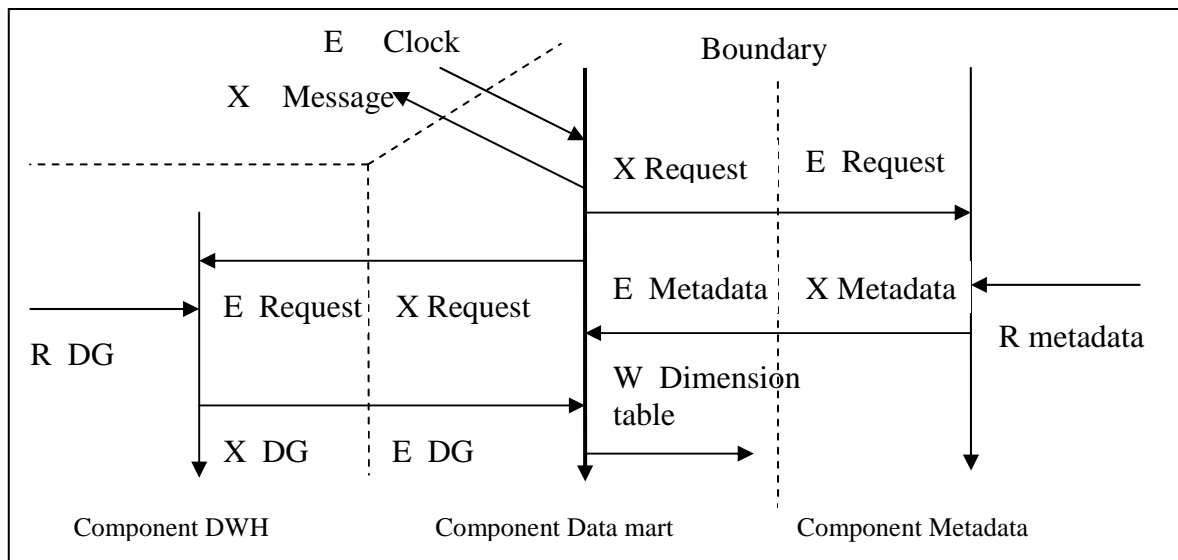 E Clock
Boundary
X Message
X Request
E Request
E Request
X Request
E Metadata
X Metadata
R DG
R metadata
W Dimension
table
X DG
E DG
Component DWH
Component Data mart
Component Metadata